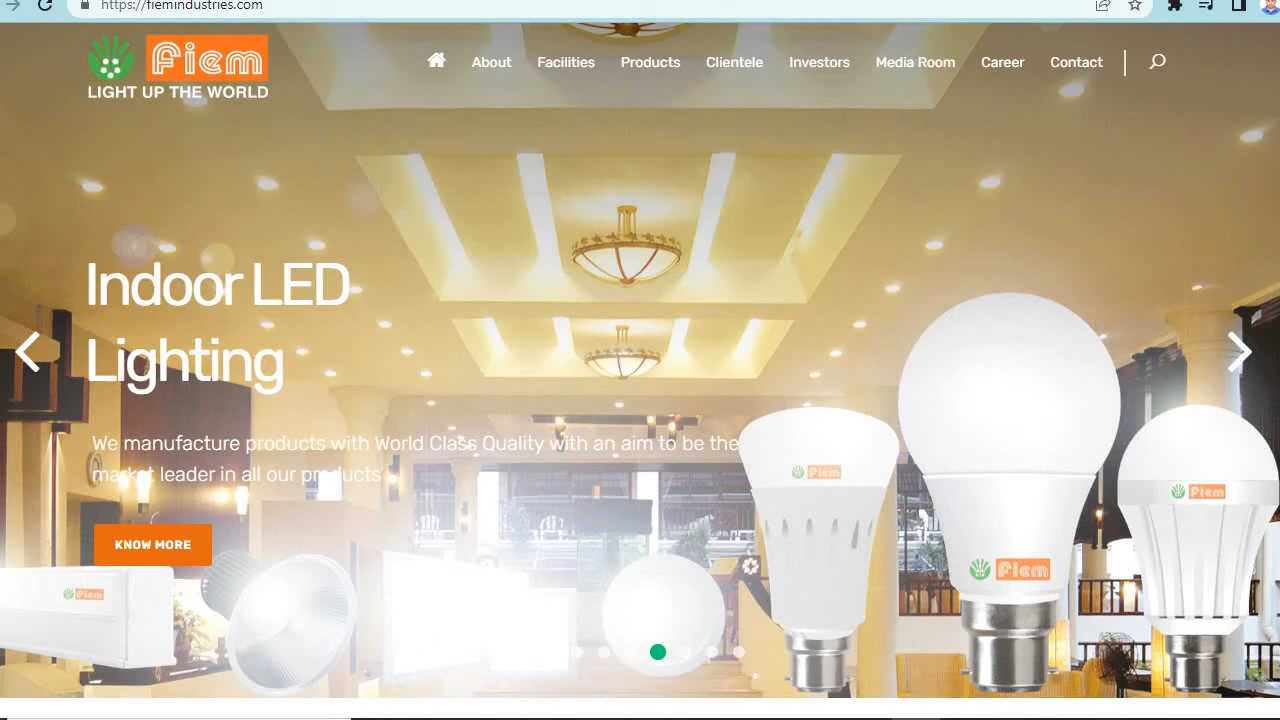 https://fiemindustries.com
Fiem
LIGHT UP THE WORLD
About Facilities Products Clientele Investors Media Room Career Contact
Indoor LED
Lighting
We manufacture products with World Class Quality with an aim to be the
market leader in all our products
KNOW MORE
Fiem
Fiem
Fiem
Fiem